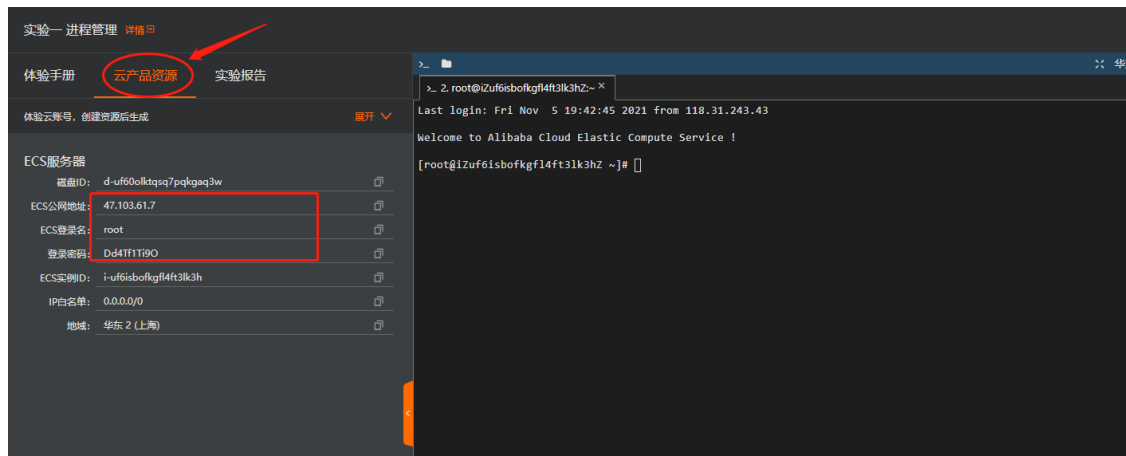 实验一 进程管理 详情
体验手册 云产品资源 实验报告
体验云账号，创建资源后生成 展开
ECS服务器
磁盘ID: d-uf60olktqsq7pqkgaq3w
ECS公网地址: 47.103.61.7
ECS登录名: root
登录密码: Dd4Tf1Ti9O
ECS实例ID: i-uf6isbofkgfl4ft3lk3h
IP白名单: 0.0.0.0/0
地域: 华东 2 (上海)
>_ 华
>_ 2. root@iZuf6isbofkgfl4ft3lk3hZ:~ ×
Last login: Fri Nov  5 19:42:45 2021 from 118.31.243.43
Welcome to Alibaba Cloud Elastic Compute Service !
[root@iZuf6isbofkgfl4ft3lk3hZ ~]#